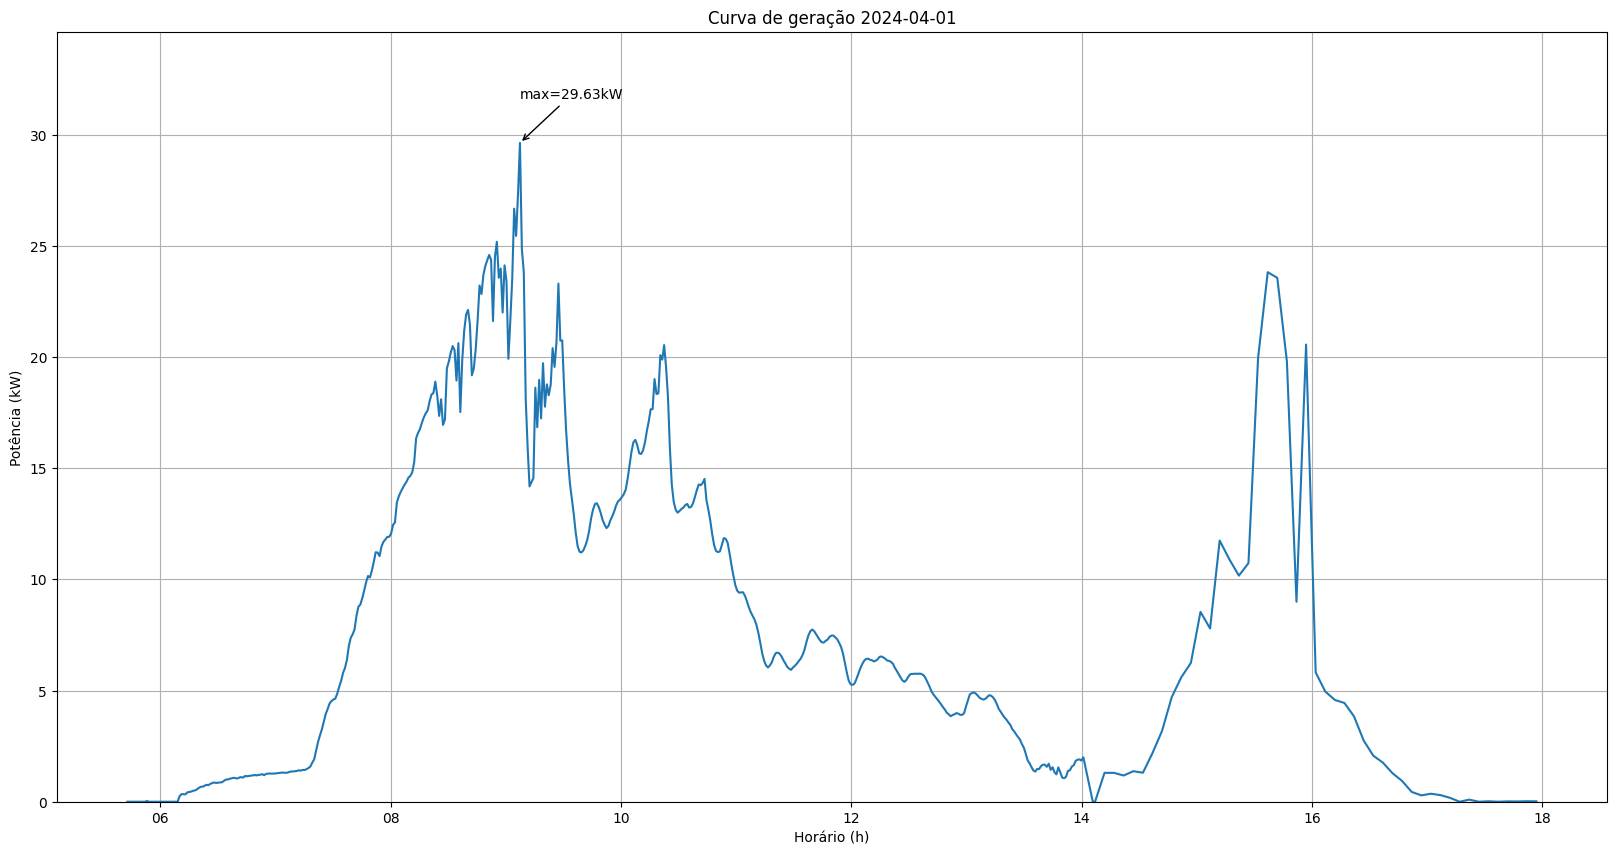 Curva de geração 2024-04-01
max=29.63kW
30
25
20
15
10
5
0
Potência (kW)
06 08 10 12 14 16 18
Horário (h)